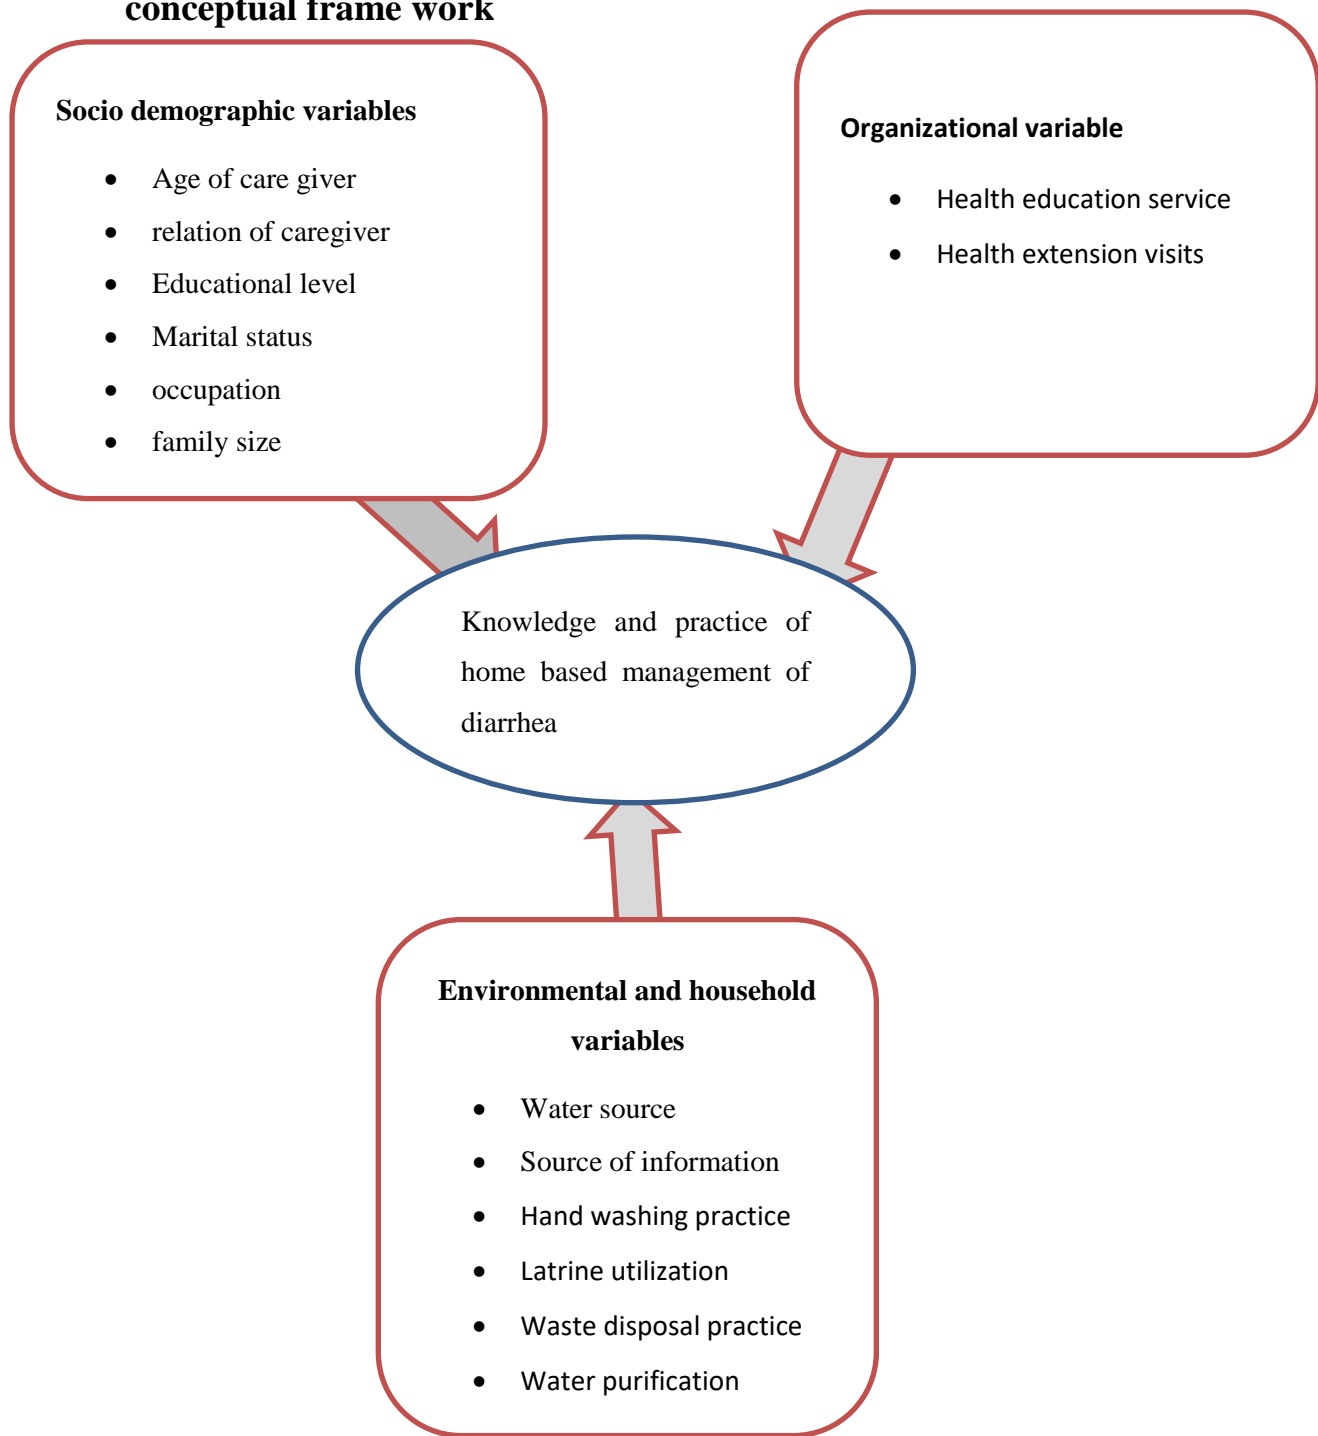 conceptual frame work
Socio demographic variables
• Age of care giver
• relation of caregiver
• Educational level
• Marital status
• occupation
• family size
Organizational variable
• Health education service
• Health extension visits
Knowledge and practice of
home based management of
diarrhea
Environmental and household
variables
• Water source
• Source of information
• Hand washing practice
• Latrine utilization
• Waste disposal practice
• Water purification